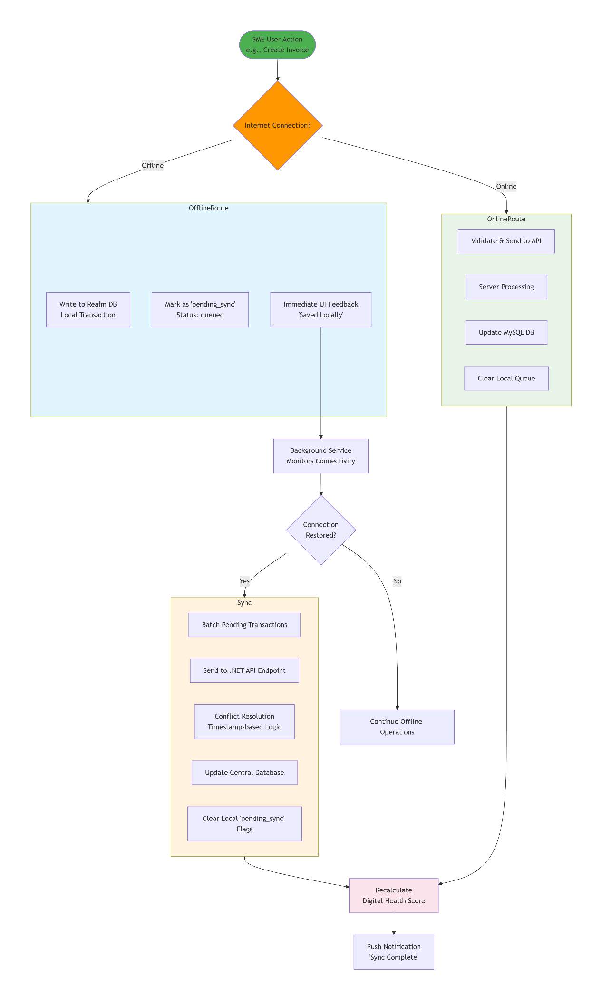 SME User Action
e.g., Create Invoice
Internet Connection?
Offline
Online
OfflineRoute
Write to Realm DB
Local Transaction
Mark as 'pending_sync'
Status: queued
Immediate UI Feedback
'Saved Locally'
OnlineRoute
Validate & Send to API
Server Processing
Update MySQL DB
Clear Local Queue
Background Service
Monitors Connectivity
Connection
Restored?
Yes
No
Sync
Batch Pending Transactions
Send to .NET API Endpoint
Conflict Resolution
Timestamp-based Logic
Update Central Database
Clear Local 'pending_sync'
Flags
Continue Offline
Operations
Recalculate
Digital Health Score
Push Notification
'Sync Complete'